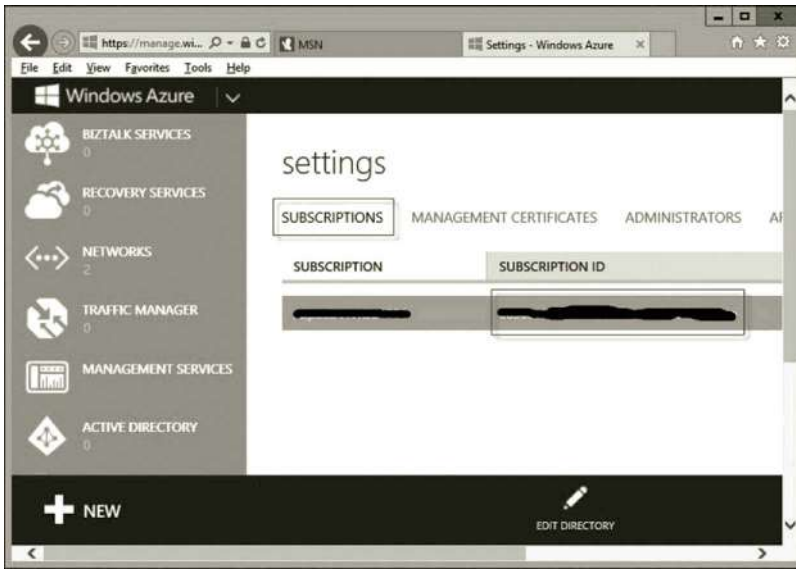 https://manage.wi... MSN Settings - Windows Azure
File Edit View Favorites Tools Help
Windows Azure
BIZTALK SERVICES
0
RECOVERY SERVICES
0
NETWORKS
2
TRAFFIC MANAGER
0
MANAGEMENT SERVICES
ACTIVE DIRECTORY
0
settings
SUBSCRIPTIONS MANAGEMENT CERTIFICATES ADMINISTRATORS
SUBSCRIPTION SUBSCRIPTION ID
NEW
EDIT DIRECTORY